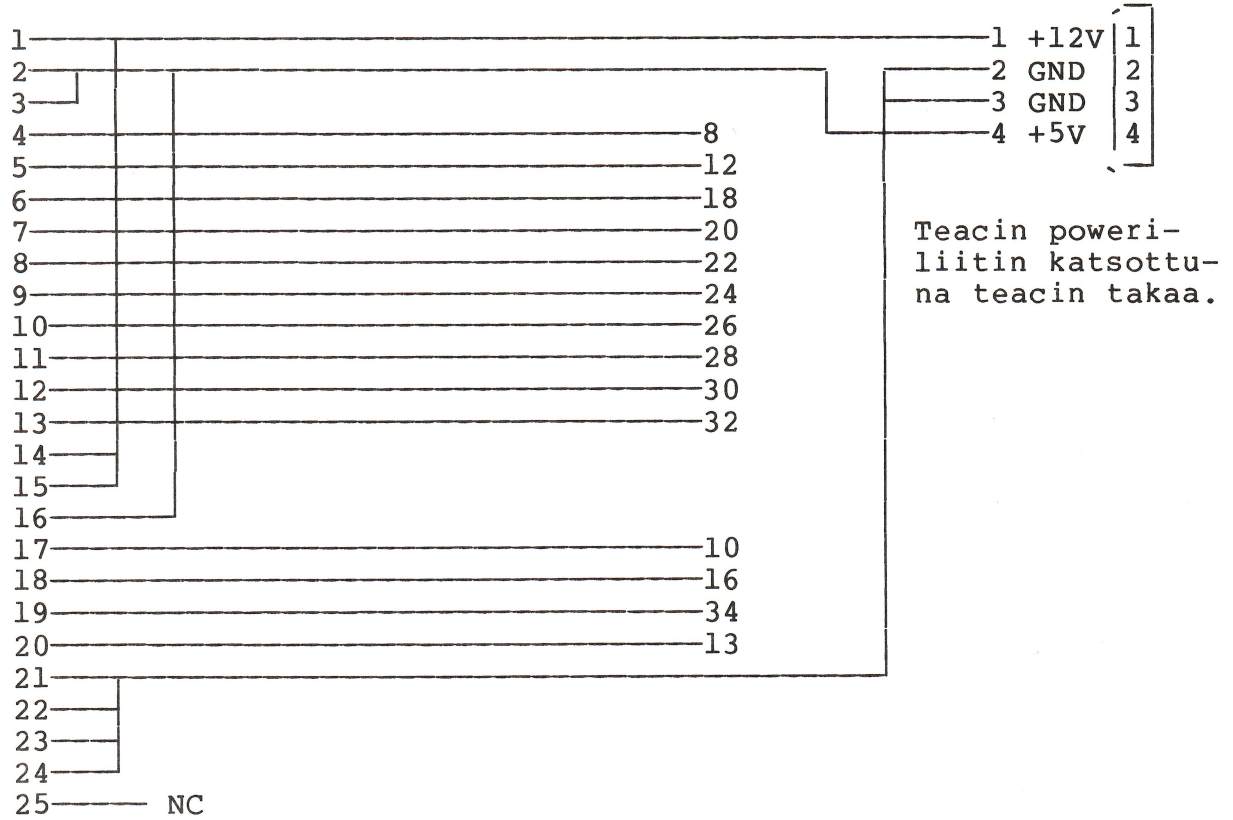 1 1 +12V 1
2 2 GND 2
3 3 GND 3
4 8 4 +5V 4
5 12
6 18
7 20
8 22
9 24
10 26
11 28
12 30
13 32
14
15
16
17 10
18 16
19 34
20 13
21
22
23
24
25 NC
Teacin poweri-
liitin katsottu-
na teacin takaa.